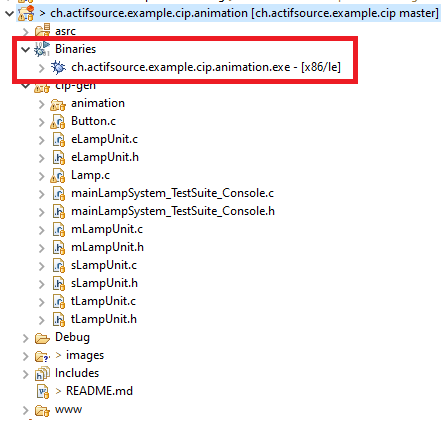 > ch.actifsource.example.cip.animation [ch.actifsource.example.cip master]
asrc
Binaries
ch.actifsource.example.cip.animation.exe - [x86/le]
cip-gen
animation
Button.c
eLampUnit.c
eLampUnit.h
Lamp.c
mainLampSystem_TestSuite_Console.c
mainLampSystem_TestSuite_Console.h
mLampUnit.c
mLampUnit.h
sLampUnit.c
sLampUnit.h
tLampUnit.c
tLampUnit.h
Debug
> images
Includes
> README.md
www